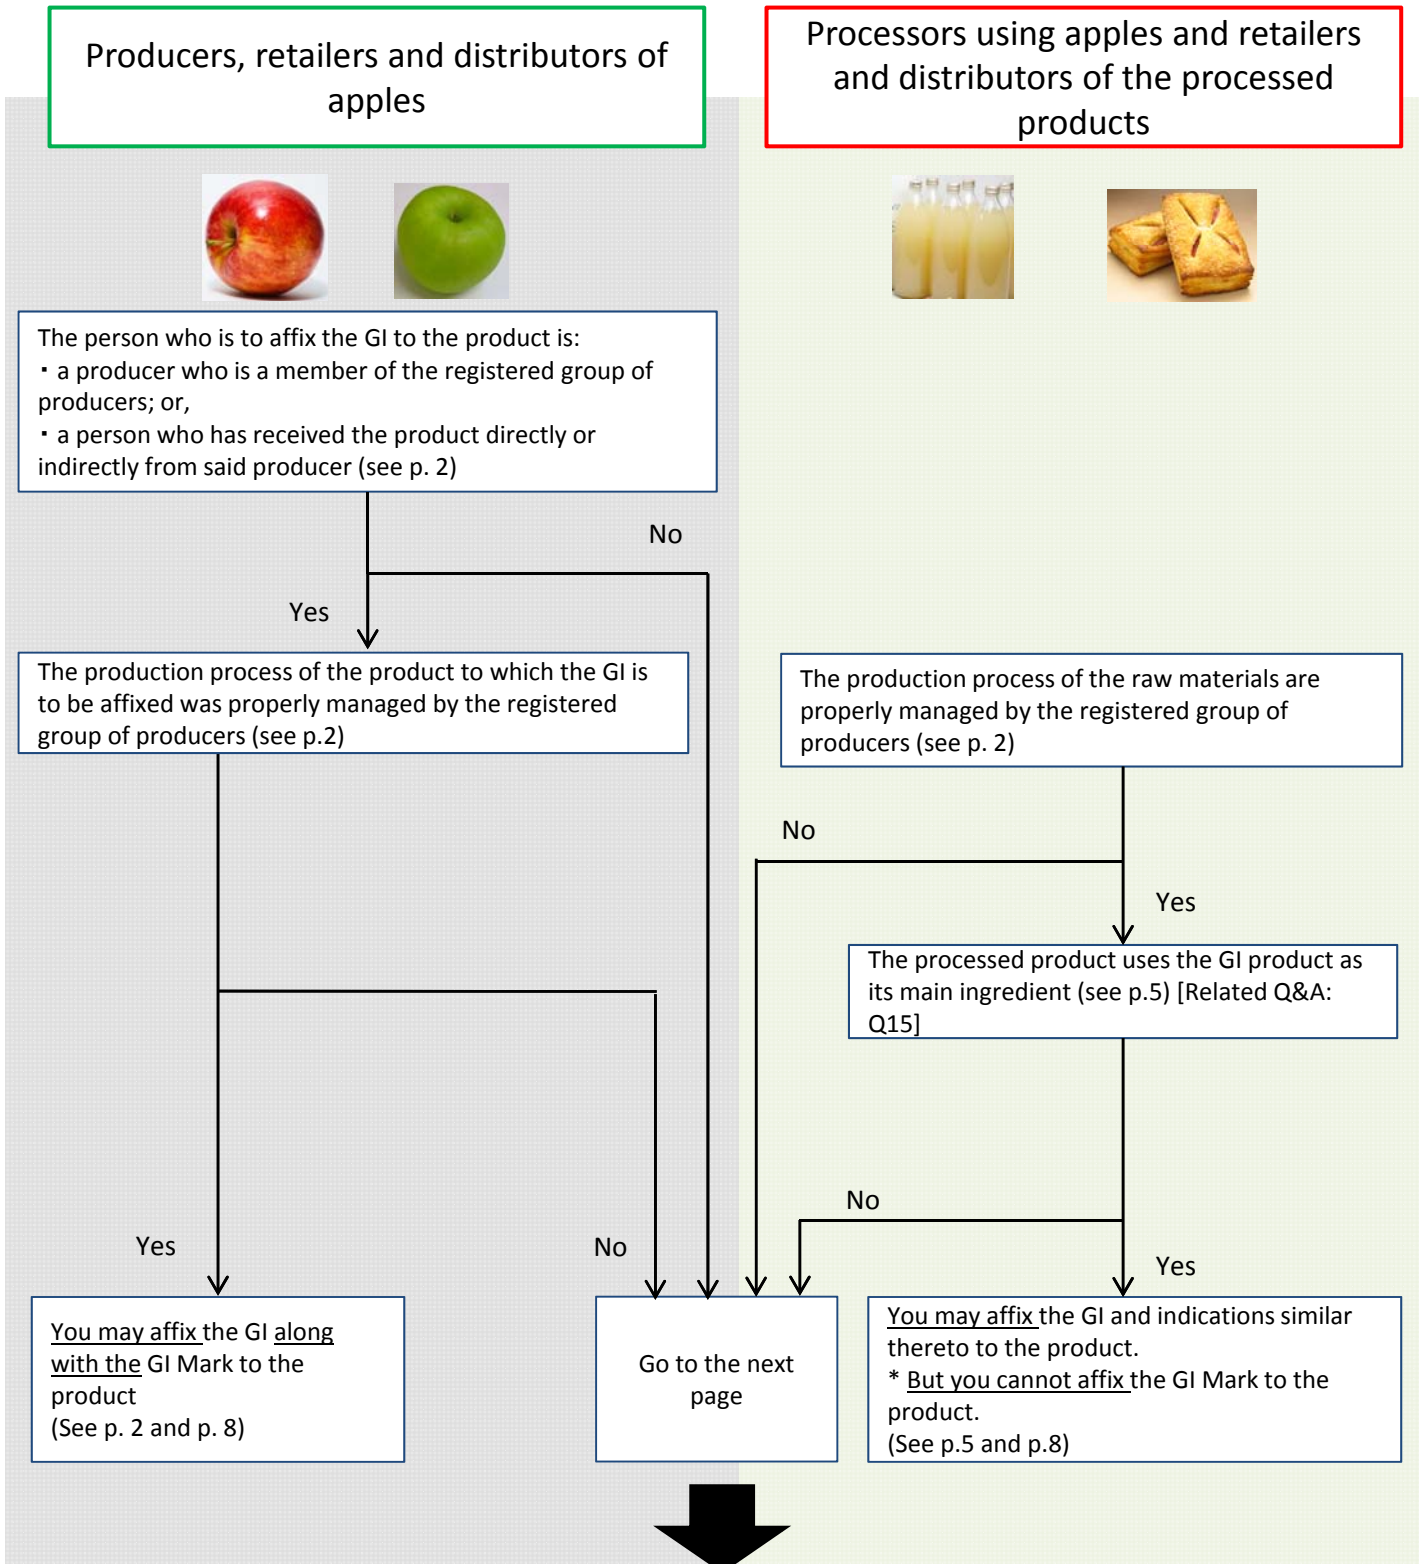 Producers, retailers and distributors of
apples
Processors using apples and retailers
and distributors of the processed
products
The person who is to affix the GI to the product is:
・a producer who is a member of the registered group of
producers; or,
・a person who has received the product directly or
indirectly from said producer (see p. 2)
No
Yes
The production process of the product to which the GI is
to be affixed was properly managed by the registered
group of producers (see p.2)
The production process of the raw materials are
properly managed by the registered group of
producers (see p. 2)
No
Yes
The processed product uses the GI product as
its main ingredient (see p.5) [Related Q&A:
Q15]
No
Yes
No
Yes
You may affix the GI along
with the GI Mark to the
product
(See p. 2 and p. 8)
Go to the next
page
You may affix the GI and indications similar
thereto to the product.
* But you cannot affix the GI Mark to the
product.
(See p.5 and p.8)